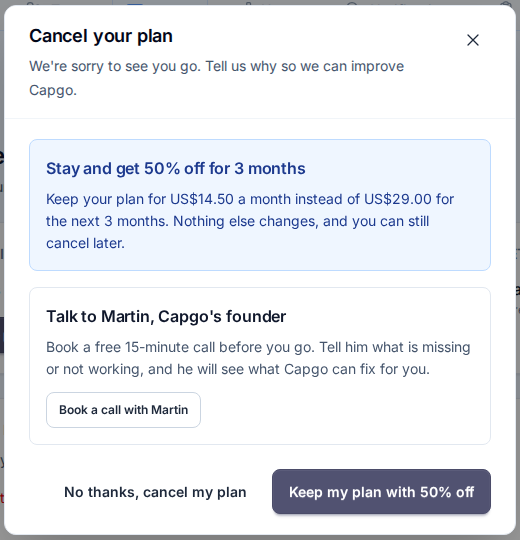 Cancel your plan
We're sorry to see you go. Tell us why so we can improve
Capgo.
Stay and get 50% off for 3 months
Keep your plan for US$14.50 a month instead of US$29.00 for
the next 3 months. Nothing else changes, and you can still
cancel later.
Talk to Martin, Capgo's founder
Book a free 15-minute call before you go. Tell him what is missing
or not working, and he will see what Capgo can fix for you.
Book a call with Martin
No thanks, cancel my plan
Keep my plan with 50% off